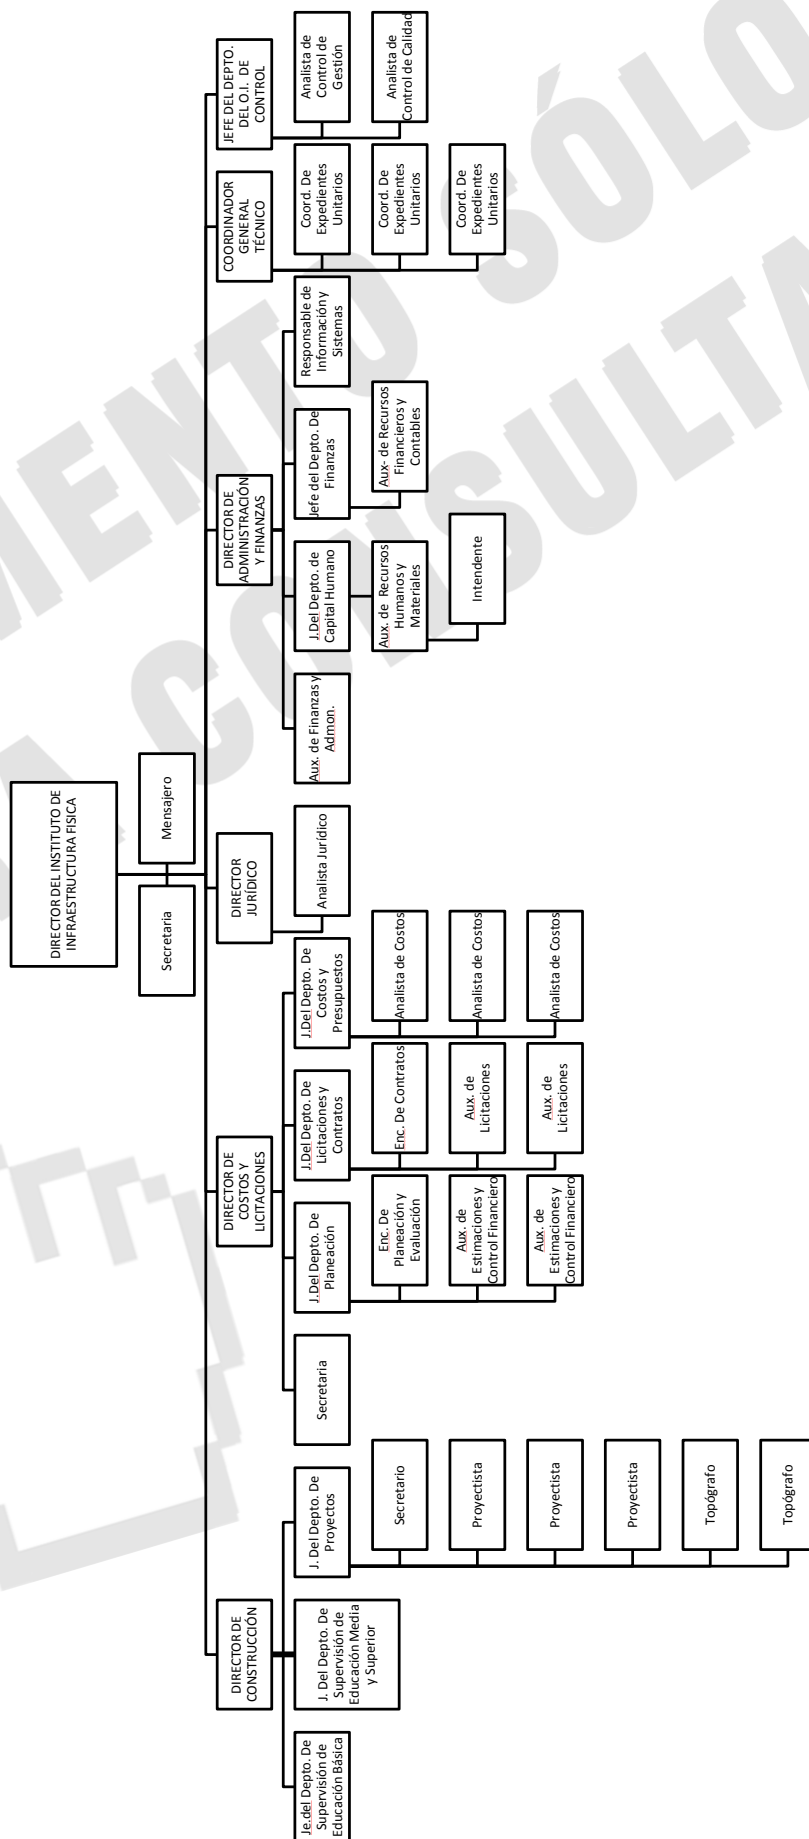 DIRECTOR DEL INSTITUTO DE
INFRAESTRUCTURA FISICA
Secretaria
Mensajero
DIRECTOR DE
CONSTRUCCIÓN
Je.del Depto. De
Supervisión de
Educación Básica
J. Del Depto. De
Supervisión de
Educación Media
y Superior
J. Del Depto. De
Proyectos
Secretario
Proyectista
Proyectista
Proyectista
Topógrafo
Topógrafo
DIRECTOR DE
COSTOS Y
LICITACIONES
Secretaria
J.Del Depto. De
Planeación
Enc. De
Planeación y
Evaluación
Aux. de
Estimaciones y
Control Financiero
Aux. de
Estimaciones y
Control Financiero
J.Del Depto. De
Licitaciones y
Contratos
Enc. De Contratos
Aux. de
Licitaciones
Aux. de
Licitaciones
J.Del Depto. De
Costos y
Presupuestos
Analista de Costos
Analista de Costos
Analista de Costos
DIRECTOR
JURÍDICO
Analista Jurídico
DIRECTOR DE
ADMINISTRACIÓN
Y FINANZAS
Aux. de Finanzas y
Admon.
J.Del Depto. de
Capital Humano
Aux. de Recursos
Humanos y
Materiales
Intendente
Jefe del Depto. De
Finanzas
Aux- de Recursos
Financieros y
Contables
Responsable de
Información y
Sistemas
COORDINADOR
GENERAL
TÉCNICO
Coord. De
Expedientes
Unitarios
Coord. De
Expedientes
Unitarios
Coord. De
Expedientes
Unitarios
JEFE DEL DEPTO.
DEL O.I. DE
CONTROL
Analista de
Control de
Gestión
Analista de
Control de Calidad
MENTO SÓLO
A CONSULTA